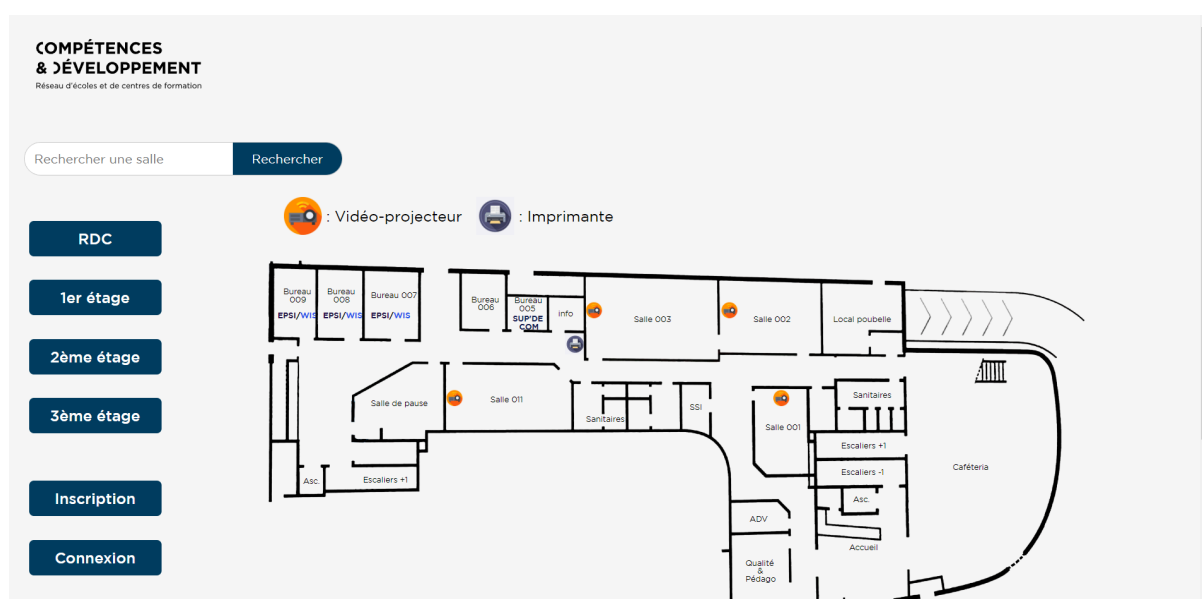 COMPÉTENCES
& DÉVELOPPEMENT
Réseau d'écoles et de centres de formation
Rechercher une salle
Rechercher
: Vidéo-projecteur
: Imprimante
RDC
1er étage
2ème étage
3ème étage
Inscription
Connexion
Bureau
009
EPSI/WIS
Bureau
008
EPSI/WIS
Bureau 007
EPSI/WIS
Bureau
006
Bureau
005
SUP'DE
COM
info
Salle 003
Salle 002
Local poubelle
Salle de pause
Salle 011
Sanitaires
SSI
Salle 001
Sanitaires
Escaliers +1
Escaliers -1
Asc.
Caféteria
Asc.
Escaliers +1
ADV
Accueil
Qualité
&
Pédago